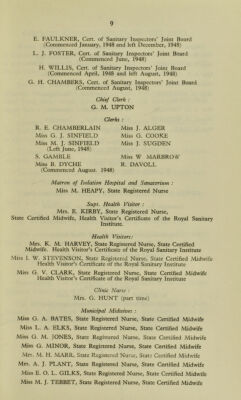 9
E. FAULKNER, Cert. of Sanitary Inspectors' Joint Board
(Commenced January, 1948 and left December, 1948)
L. J. FOSTER, Cert. of Sanitary Inspectors' Joint Board
(Commenced June, 1948)
H. WILLIS, Cert. of Sanitary Inspectors' Joint Board
(Commenced April, 1948 and left August, 1948)
G. H. CHAMBERS, Cert. of Sanitary Inspectors' Joint Board
(Commenced August, 1948)
Chief Clerk :
G. M. UPTON
Clerks :
R. E. CHAMBERLAIN Miss J. ALGER
Miss G. J. SINFIELD Miss G. COOKE
Miss M. J. SINFIELD Miss J. SUGDEN
(Left June, 1948)
S. GAMBLE Miss W. MARBROW
Miss B. DYCHE R. DAVOLL
(Commenced August, 1948)
Matron of Isolation Hospital and Sanatorium :
Miss M. HEAPY, State Registered Nurse
Supt. Health Visitor :
Mrs. E. KIRBY, State Registered Nurse,
State Certified Midwife, Health Visitor's Certificate of the Royal Sanitary
Institute.
Health Visitors:
Mrs. K. M. HARVEY, State Registered Nurse, State Certified
Midwife. Health Visitor's Certificate of the Royal Sanitary Institute
Miss I. W. STEVENSON, State Registered Nurse, State Certified Midwife
Health Visitor's Certificate of the Royal Sanitary Institute
Miss G. V. CLARK, State Registered Nurse, State Certified Midwife
Health Visitor's Certificate of the Royal Sanitary Institute
Clinic Nurse :
Mrs. G. HUNT (part time)
Municipal Midwives :
Miss G. A. BATES, State Registered Nurse, State Certified Midwife
Miss L. A. ELKS, State Registered Nurse, State Certified Midwife
Miss G. M. JONES, State Registered Nurse, State Certified Midwife
Miss G. MINOR, State Registered Nurse, State Certified Midwife
Mrs. M. H. MARR, State Registered Nurse, State Certified Midwife
Mrs. A. J. PLANT, State Registered Nurse, State Certified Midwife
Miss E. O. L. GILKS, State Registered Nurse, State Certified Midwife
Miss M. J. TEBBET, State Registered Nurse, State Certified Midwife